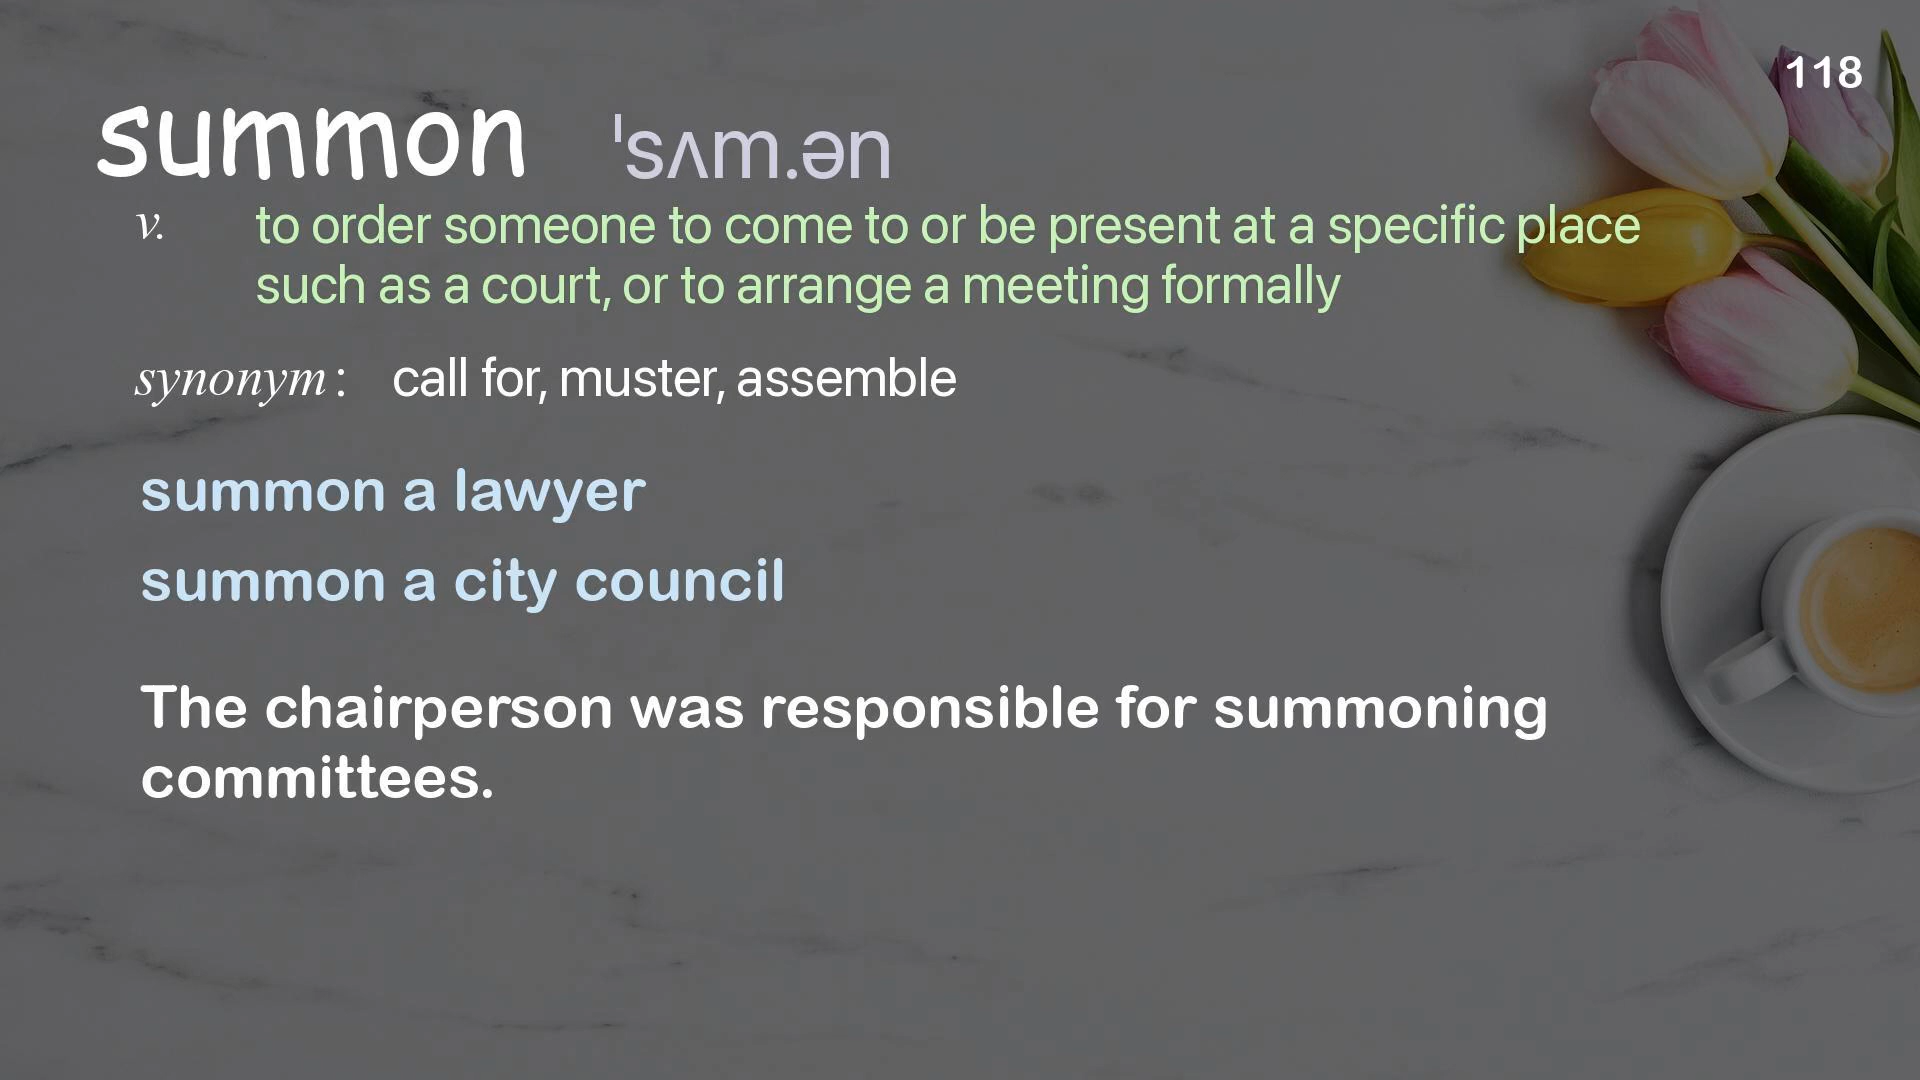 118
summon ˈsʌm.ən
v. to order someone to come to or be present at a specific place
such as a court, or to arrange a meeting formally
synonym: call for, muster, assemble
summon a lawyer
summon a city council
The chairperson was responsible for summoning
committees.